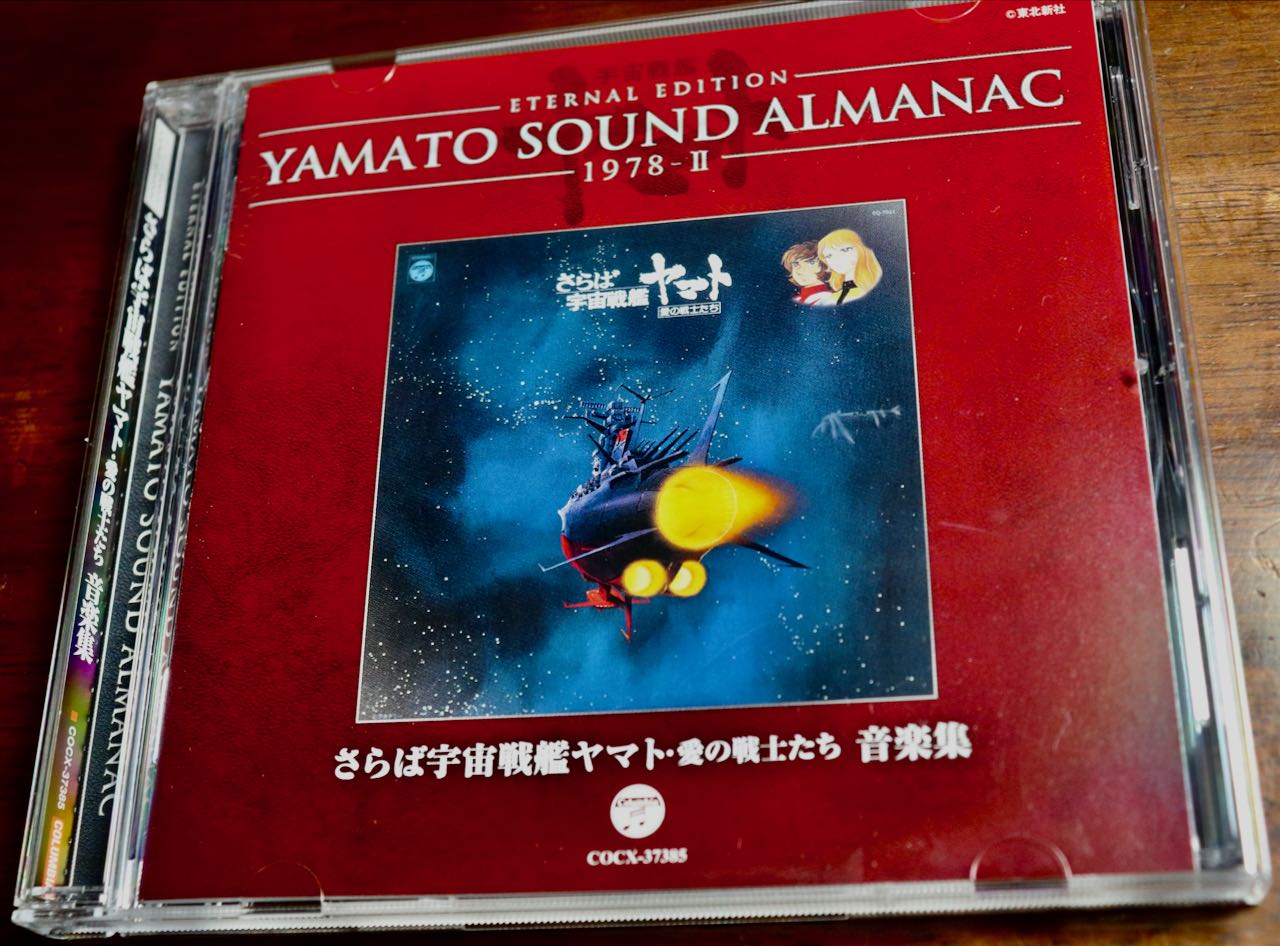 ©東北新社
ETERNAL EDITION
YAMATO SOUND ALMANAC
1978-II
さらば
宇宙戦艦
ヤマト
愛の戦士たち
さらば宇宙戦艦ヤマト・愛の戦士たち 音楽集
Columbia
COCX-37385
さらば宇宙戦艦ヤマト・愛の戦士たち 音楽集
COCX-37385
COLUMBIA
ETERNAL EDITION
YAMATO SOUND ALMANAC